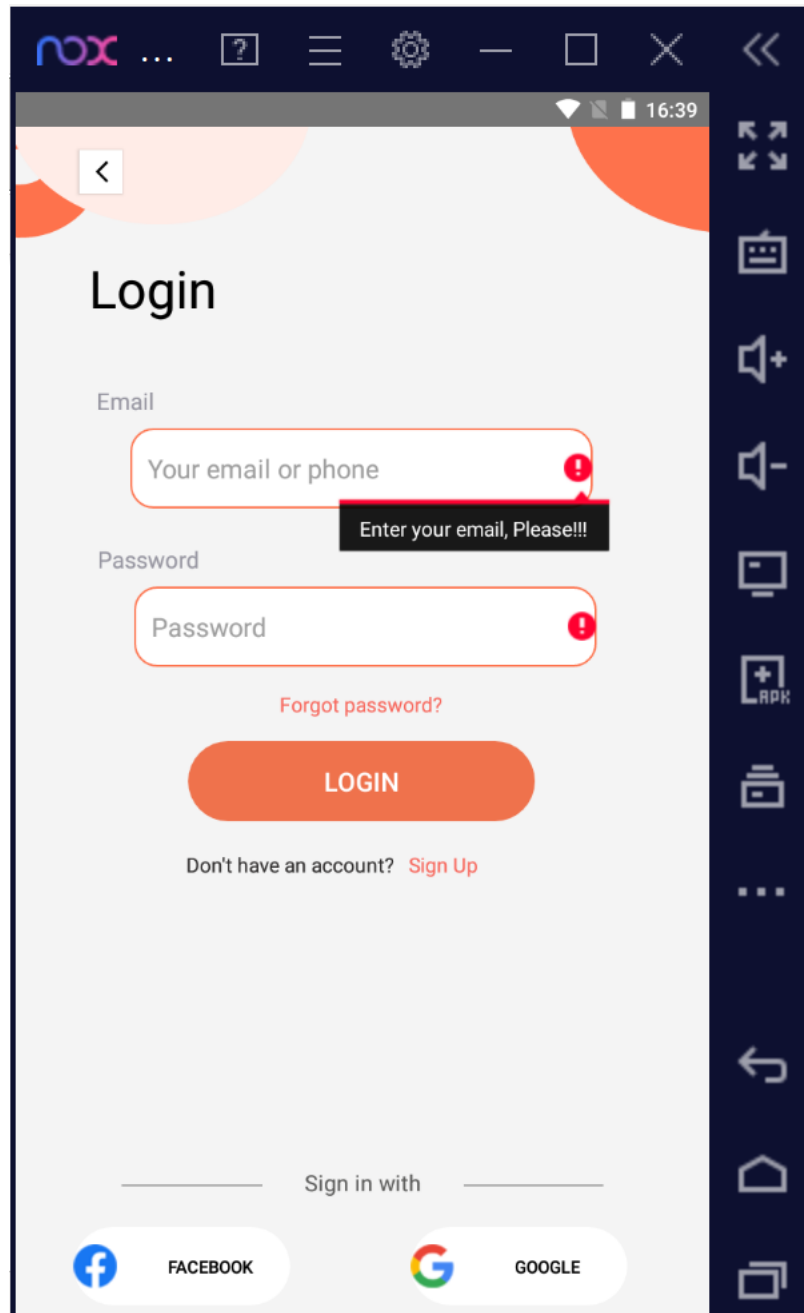 nox ...
16:39
Login
Email
Your email or phone
Enter your email, Please!!!
Password
Password
Forgot password?
LOGIN
Don't have an account? Sign Up
Sign in with
FACEBOOK GOOGLE
APK